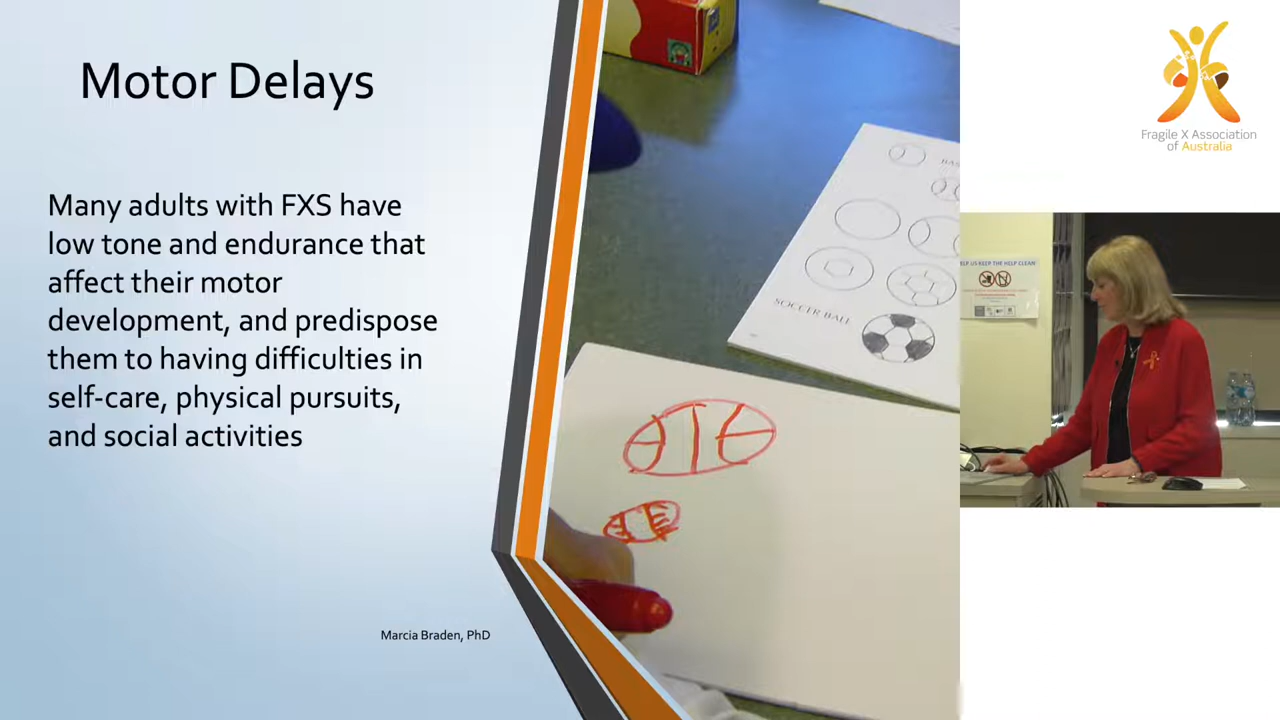 Motor Delays
Many adults with FXS have
low tone and endurance that
affect their motor
development, and predispose
them to having difficulties in
self-care, physical pursuits,
and social activities
Marcia Braden, PhD
SOCCER BALL
Fragile X Association
of Australia